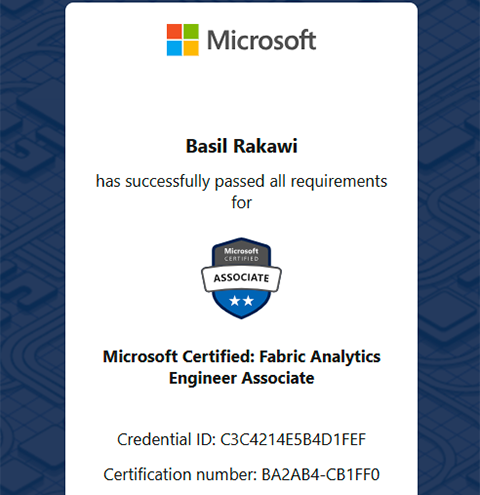 Microsoft
Basil Rakawi
has successfully passed all requirements
for
Microsoft
CERTIFIED
ASSOCIATE
Microsoft Certified: Fabric Analytics
Engineer Associate
Credential ID: C3C4214E5B4D1FEF
Certification number: BA2AB4-CB1FF0